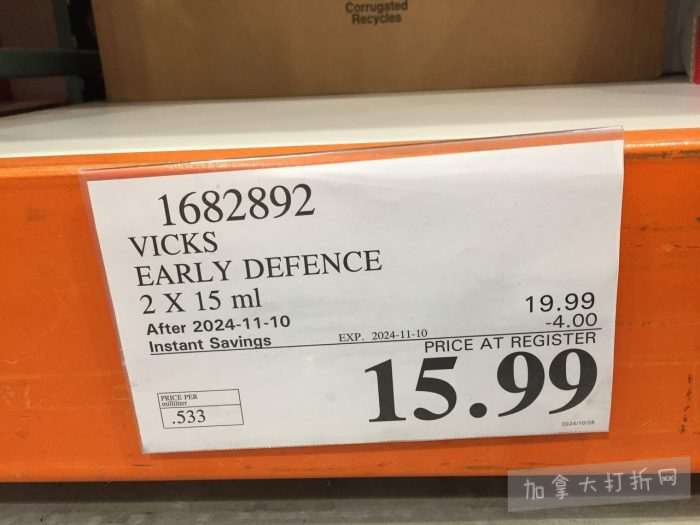 Corrugated
Recycles
1682892
VICKS
EARLY DEFENCE
2 X 15 ml
19.99
After 2024-11-10
-4.00
Instant Savings
EXP. 2024-11-10
PRICE AT REGISTER
15.99
PRICE PER
milliliter
.533
2024/10/28
加拿大打折网